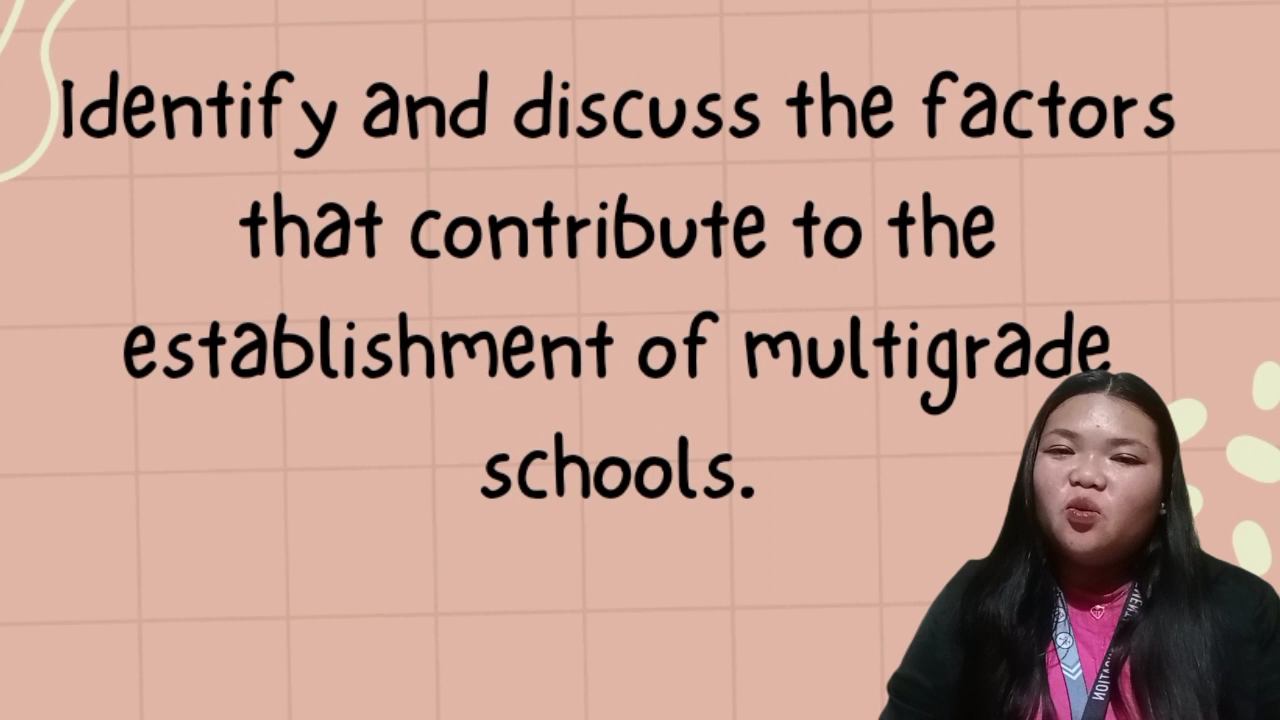 Identify and discuss the factors
that contribute to the
establishment of multigrade
schools.